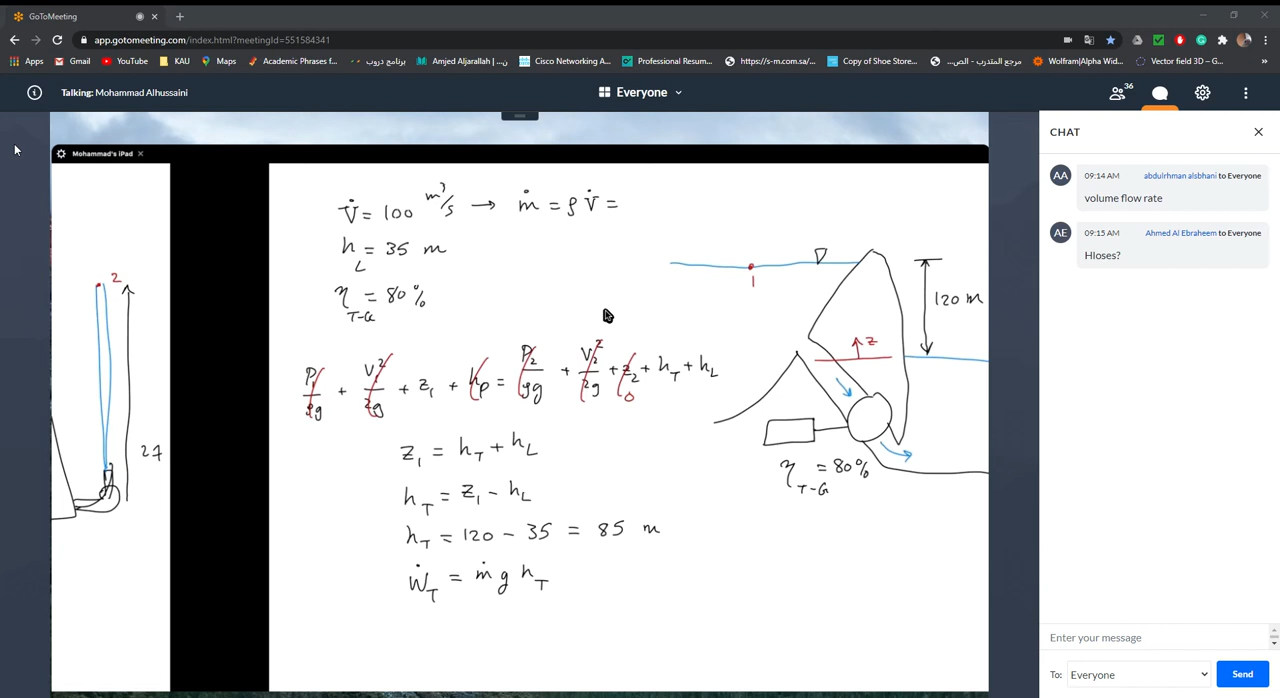 GoToMeeting
app.gotomeeting.com/index.html?meetingId=551584341
Apps Gmail YouTube KAU Maps Academic Phrases f... برنامج دروب Amjed Aljarallah | ن... Cisco Networking A... Professional Resum... https://s-m.com.sa/... Copy of Shoe Store... مرجع المتدرب - الص... Wolfram|Alpha Wid... Vector field 3D – G... »
Talking: Mohammad Alhussaini
Everyone
36
Mohammad's iPad
CHAT
AA 09:14 AM abdulrhman alsbhani to Everyone
volume flow rate
AE 09:15 AM Ahmed Al Ebraheem to Everyone
Hloses?
V̇ = 100 m³/s → ṁ = ρ V̇ =
h_L = 35 m
η_T-G = 80%
P₁/ρg + V₁²/2g + z₁ + hp = P₂/ρg + V₂²/2g + z₂ + h_T + h_L
0
z₁ = h_T + h_L
h_T = z₁ - h_L
h_T = 120 - 35 = 85 m
Ẇ_T = ṁ g h_T
2
27
1
120 m
z
η_T-G = 80%
Enter your message
To: Everyone Send